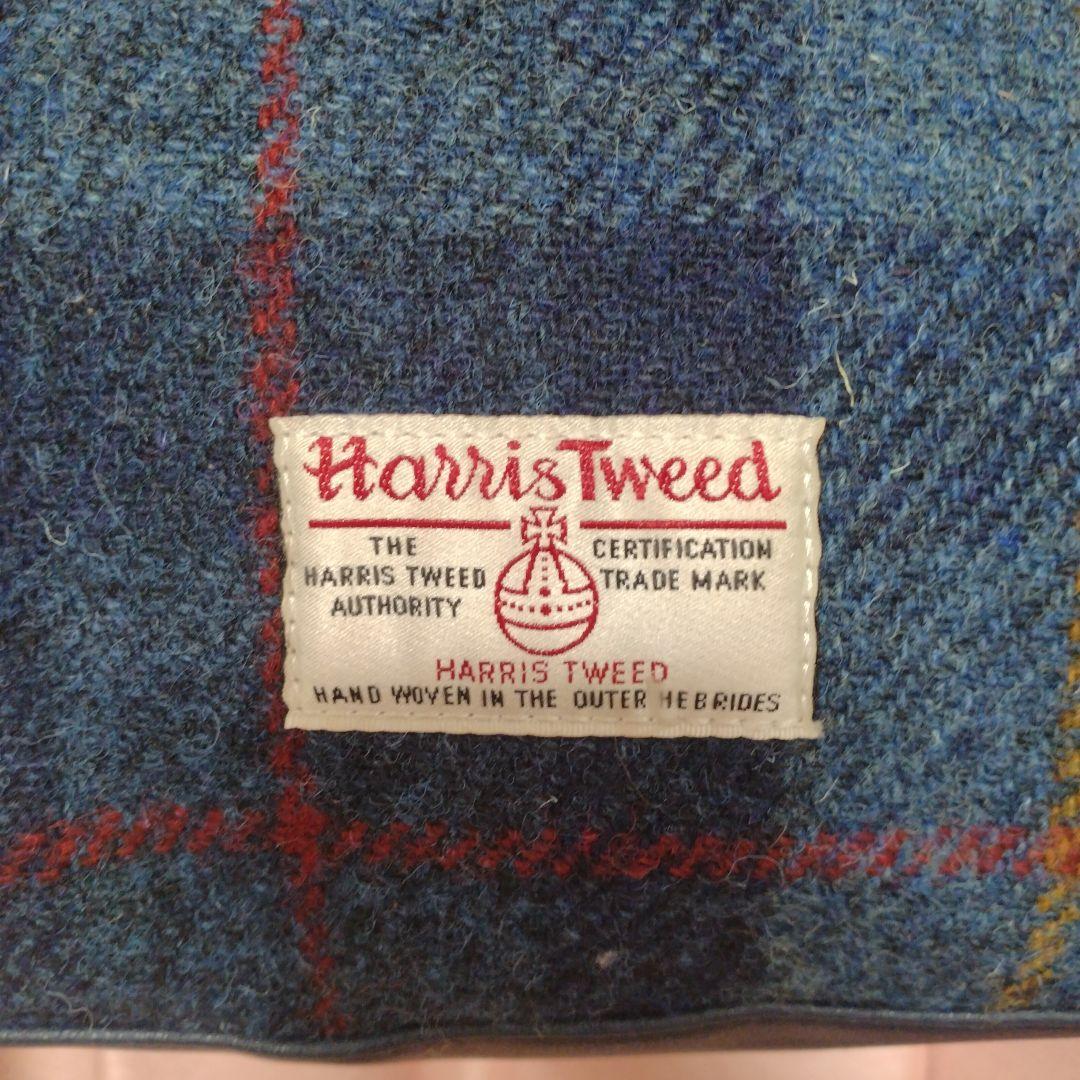 Harris Tweed
THE
HARRIS TWEED
AUTHORITY
CERTIFICATION
TRADE MARK
HARRIS TWEED
HAND WOVEN IN THE OUTER HEBRIDES